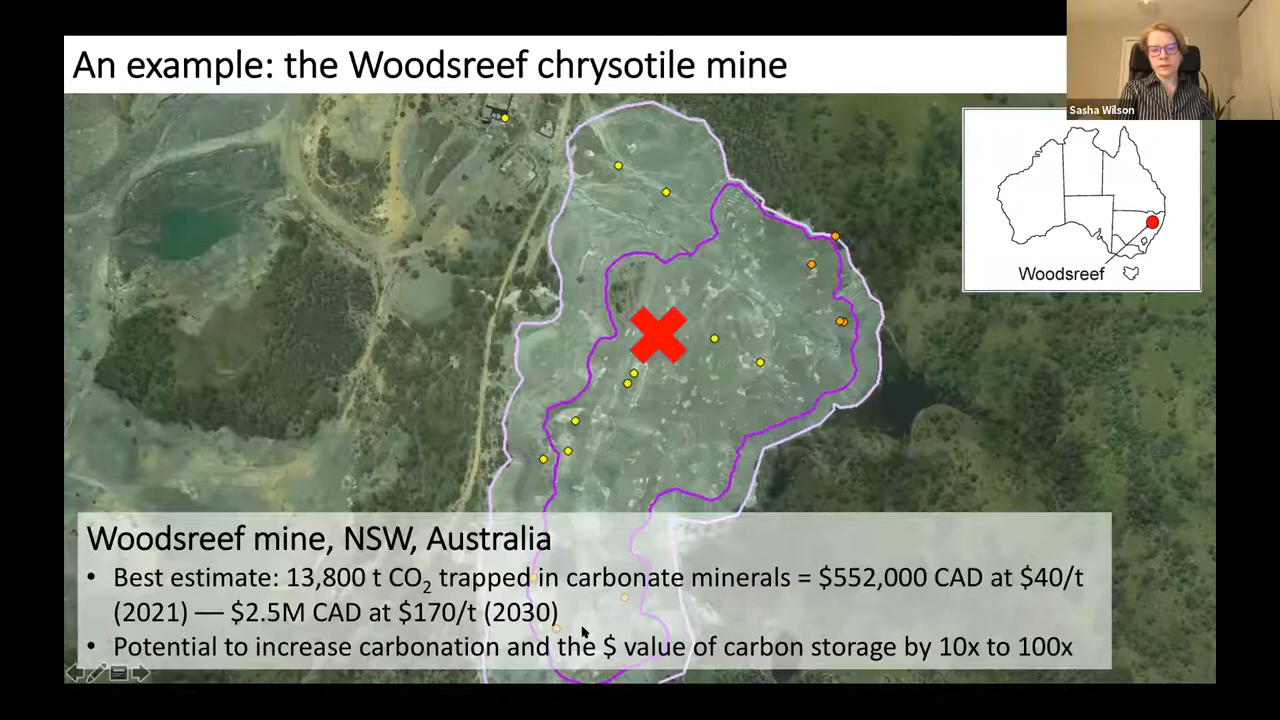 An example: the Woodsreef chrysotile mine
Sasha Wilson
Woodsreef
Woodsreef mine, NSW, Australia
• Best estimate: 13,800 t CO2 trapped in carbonate minerals = $552,000 CAD at $40/t
(2021) — $2.5M CAD at $170/t (2030)
• Potential to increase carbonation and the $ value of carbon storage by 10x to 100x